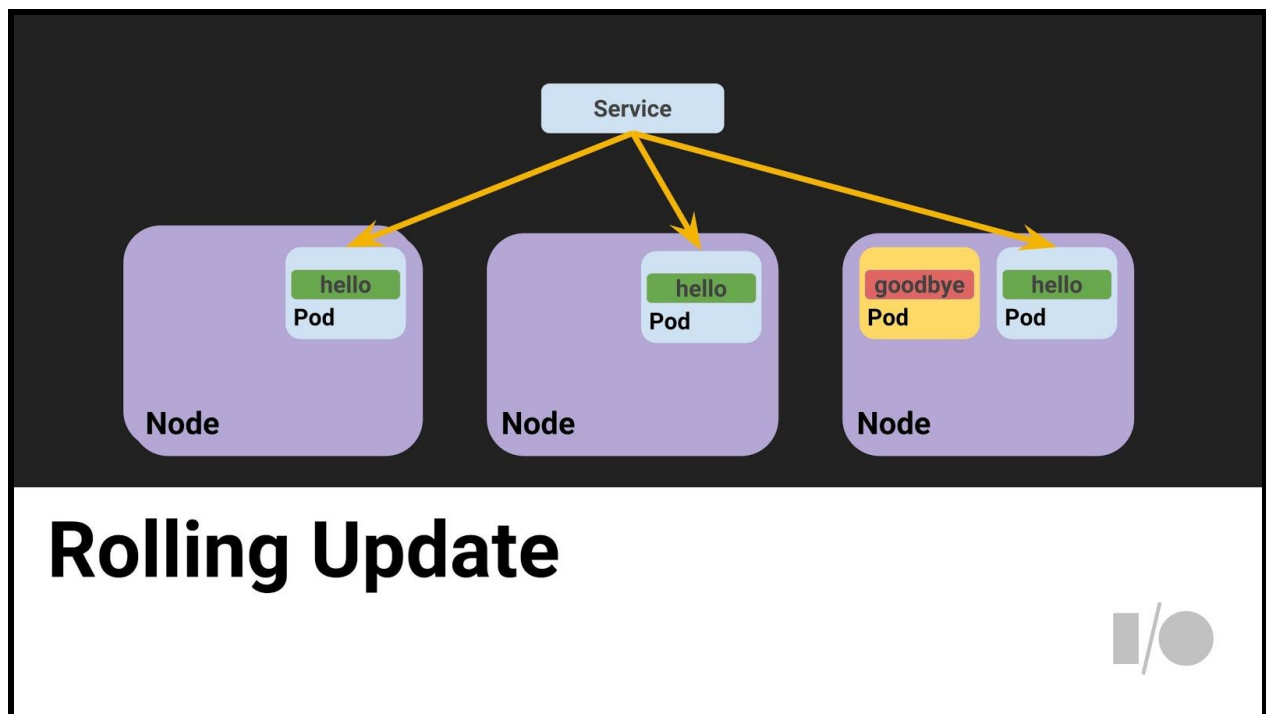 Service
hello
Pod
Node
hello
Pod
Node
goodbye
Pod
hello
Pod
Node
Rolling Update
I/O